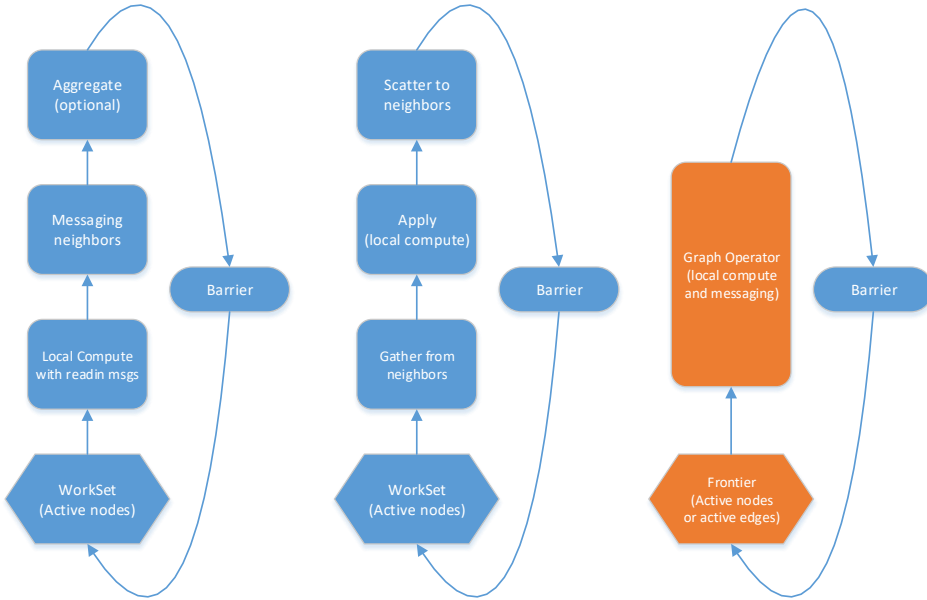 Aggregate
(optional)
Messaging
neighbors
Barrier
Local Compute
with readin msgs
WorkSet
(Active nodes)
Scatter to
neighbors
Apply
(local compute)
Barrier
Gather from
neighbors
WorkSet
(Active nodes)
Graph Operator
(local compute
and messaging)
Barrier
Frontier
(Active nodes
or active edges)